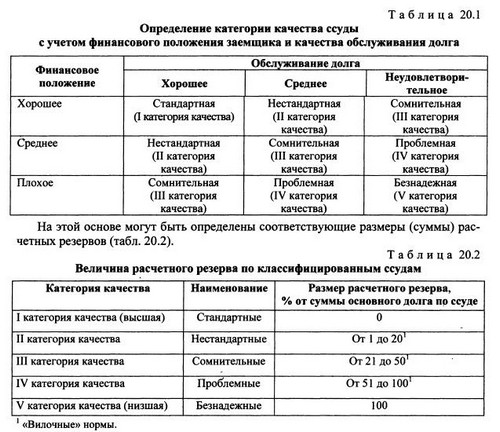 Таблица 20.1
Определение категории качества ссуды
с учетом финансового положения заемщика и качества обслуживания долга
Финансовое положение
Обслуживание долга
Хорошее
Среднее
Неудовлетвори-
тельное
Хорошее
Стандартная
(I категория качества)
Нестандартная
(II категория
качества)
Сомнительная
(III категория
качества)
Среднее
Нестандартная
(II категория
качества)
Сомнительная
(III категория
качества)
Проблемная
(IV категория
качества)
Плохое
Сомнительная
(III категория
качества)
Проблемная
(IV категория
качества)
Безнадежная
(V категория
качества)
На этой основе могут быть определены соответствующие размеры (суммы) рас-
четных резервов (табл. 20.2).
Таблица 20.2
Величина расчетного резерва по классифицированным ссудам
Категория качества
Наименование
Размер расчетного резерва,
% от суммы основного долга по ссуде
I категория качества (высшая)
Стандартные
0
II категория качества
Нестандартные
От 1 до 20¹
III категория качества
Сомнительные
От 21 до 50¹
IV категория качества
Проблемные
От 51 до 100¹
V категория качества (низшая)
Безнадежные
100
¹ «Вилочные» нормы.